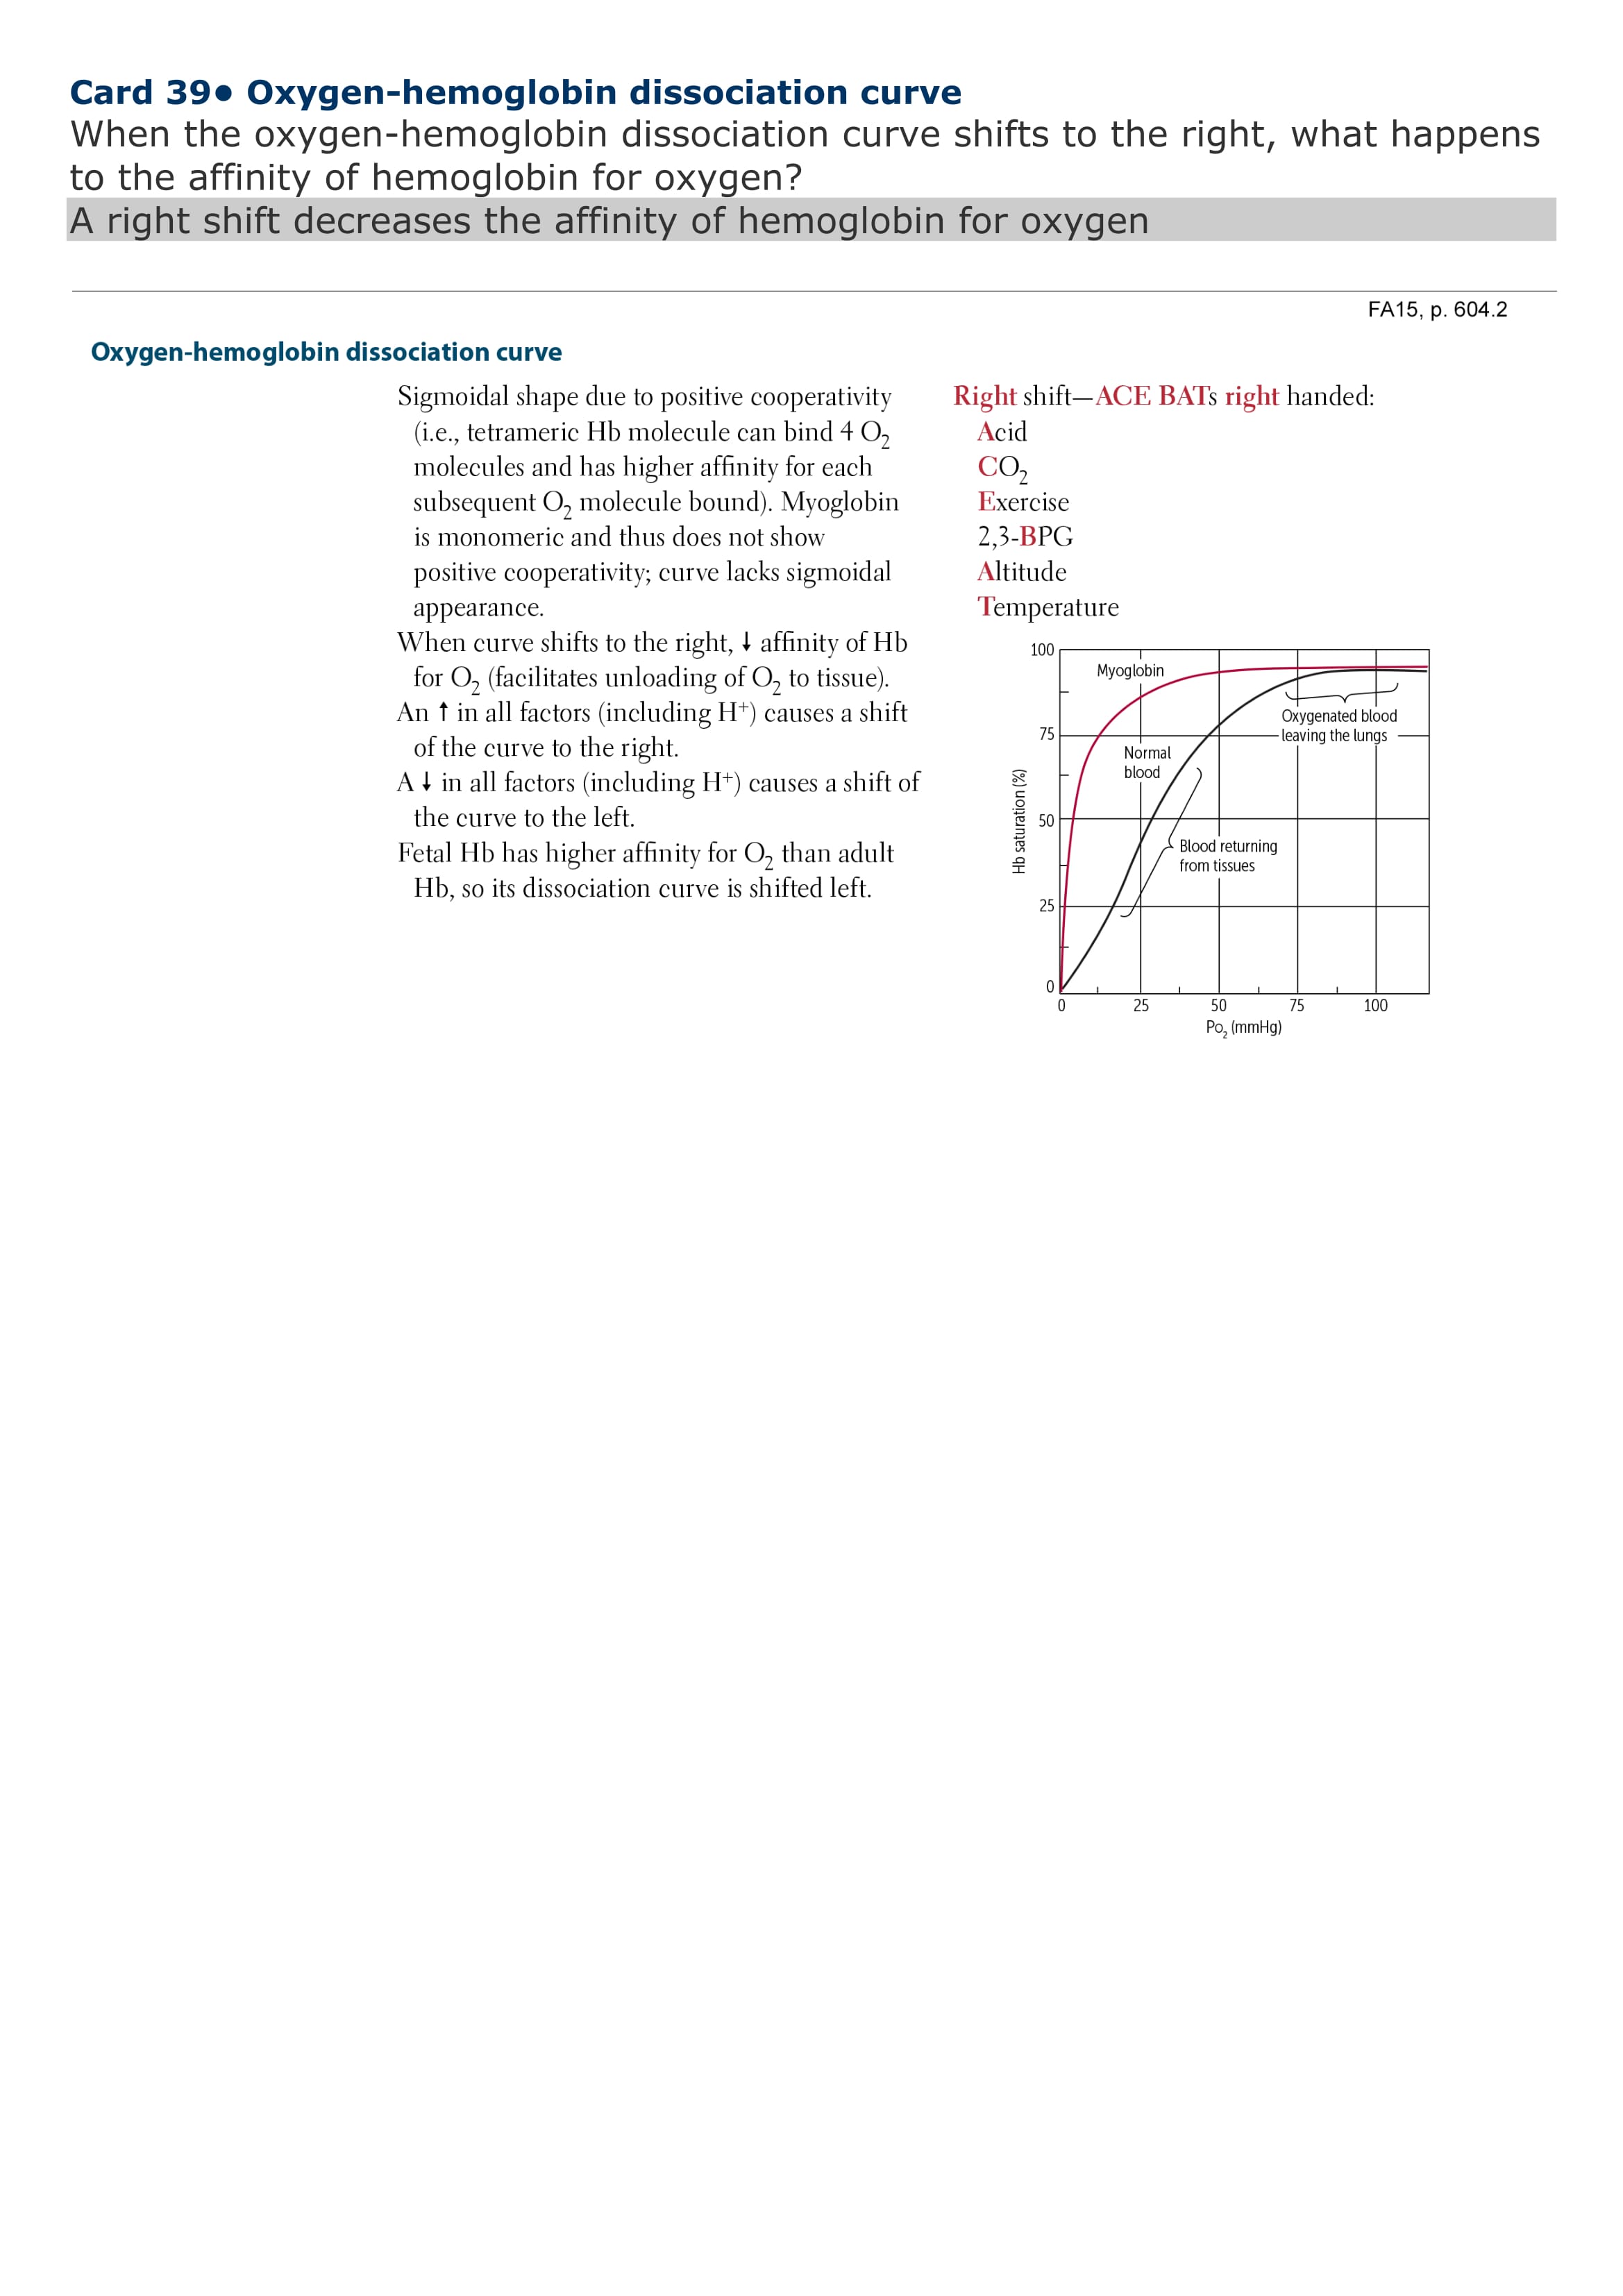 Card 39● Oxygen-hemoglobin dissociation curve
When the oxygen-hemoglobin dissociation curve shifts to the right, what happens
to the affinity of hemoglobin for oxygen?
A right shift decreases the affinity of hemoglobin for oxygen
FA15, p. 604.2
Oxygen-hemoglobin dissociation curve
Sigmoidal shape due to positive cooperativity
(i.e., tetrameric Hb molecule can bind 4 O₂
molecules and has higher affinity for each
subsequent O₂ molecule bound). Myoglobin
is monomeric and thus does not show
positive cooperativity; curve lacks sigmoidal
appearance.
When curve shifts to the right, ↓ affinity of Hb
for O₂ (facilitates unloading of O₂ to tissue).
An ↑ in all factors (including H⁺) causes a shift
of the curve to the right.
A ↓ in all factors (including H⁺) causes a shift of
the curve to the left.
Fetal Hb has higher affinity for O₂ than adult
Hb, so its dissociation curve is shifted left.
Right shift—ACE BATs right handed:
Acid
CO₂
Exercise
2,3-BPG
Altitude
Temperature
100
75
50
25
0
Hb saturation (%)
Myoglobin
Normal
blood
Oxygenated blood
leaving the lungs
Blood returning
from tissues
0 25 50 75 100
Po₂ (mmHg)